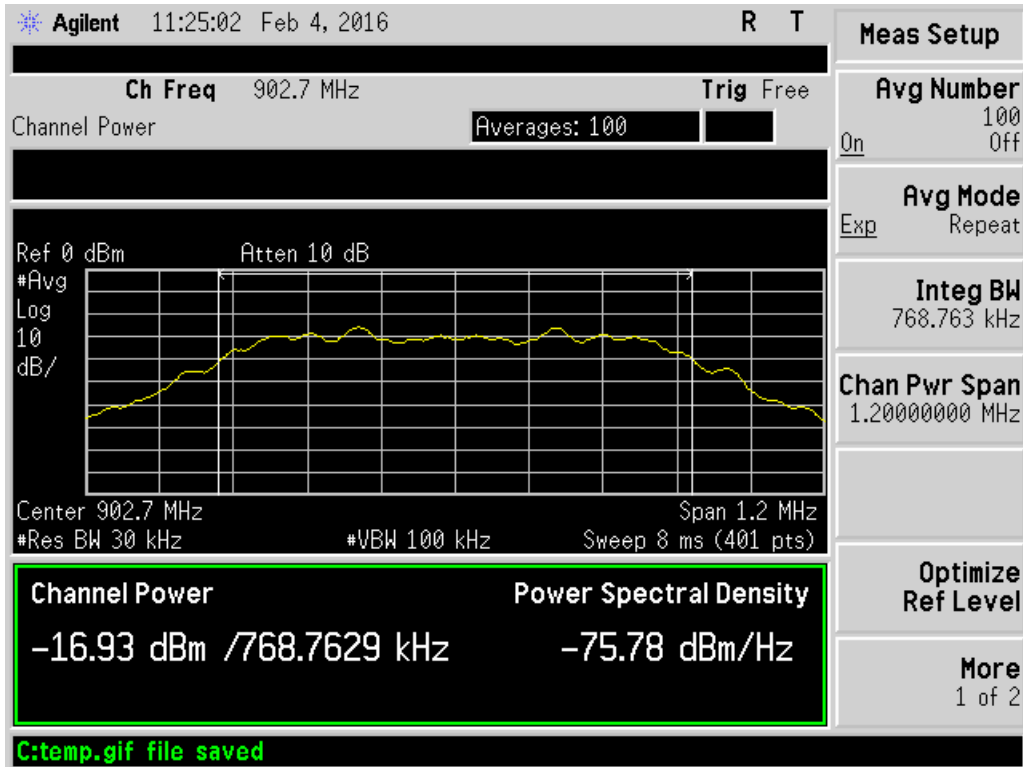 Agilent 11:25:02 Feb 4, 2016 R T
Ch Freq 902.7 MHz Trig Free
Channel Power Averages: 100
Ref 0 dBm Atten 10 dB
#Avg
Log
10
dB/
Center 902.7 MHz Span 1.2 MHz
#Res BW 30 kHz #VBW 100 kHz Sweep 8 ms (401 pts)
Channel Power Power Spectral Density
-16.93 dBm /768.7629 kHz -75.78 dBm/Hz
C:temp.gif file saved
Meas Setup
Avg Number
100
On Off
Avg Mode
Exp Repeat
Integ BW
768.763 kHz
Chan Pwr Span
1.20000000 MHz
Optimize
Ref Level
More
1 of 2